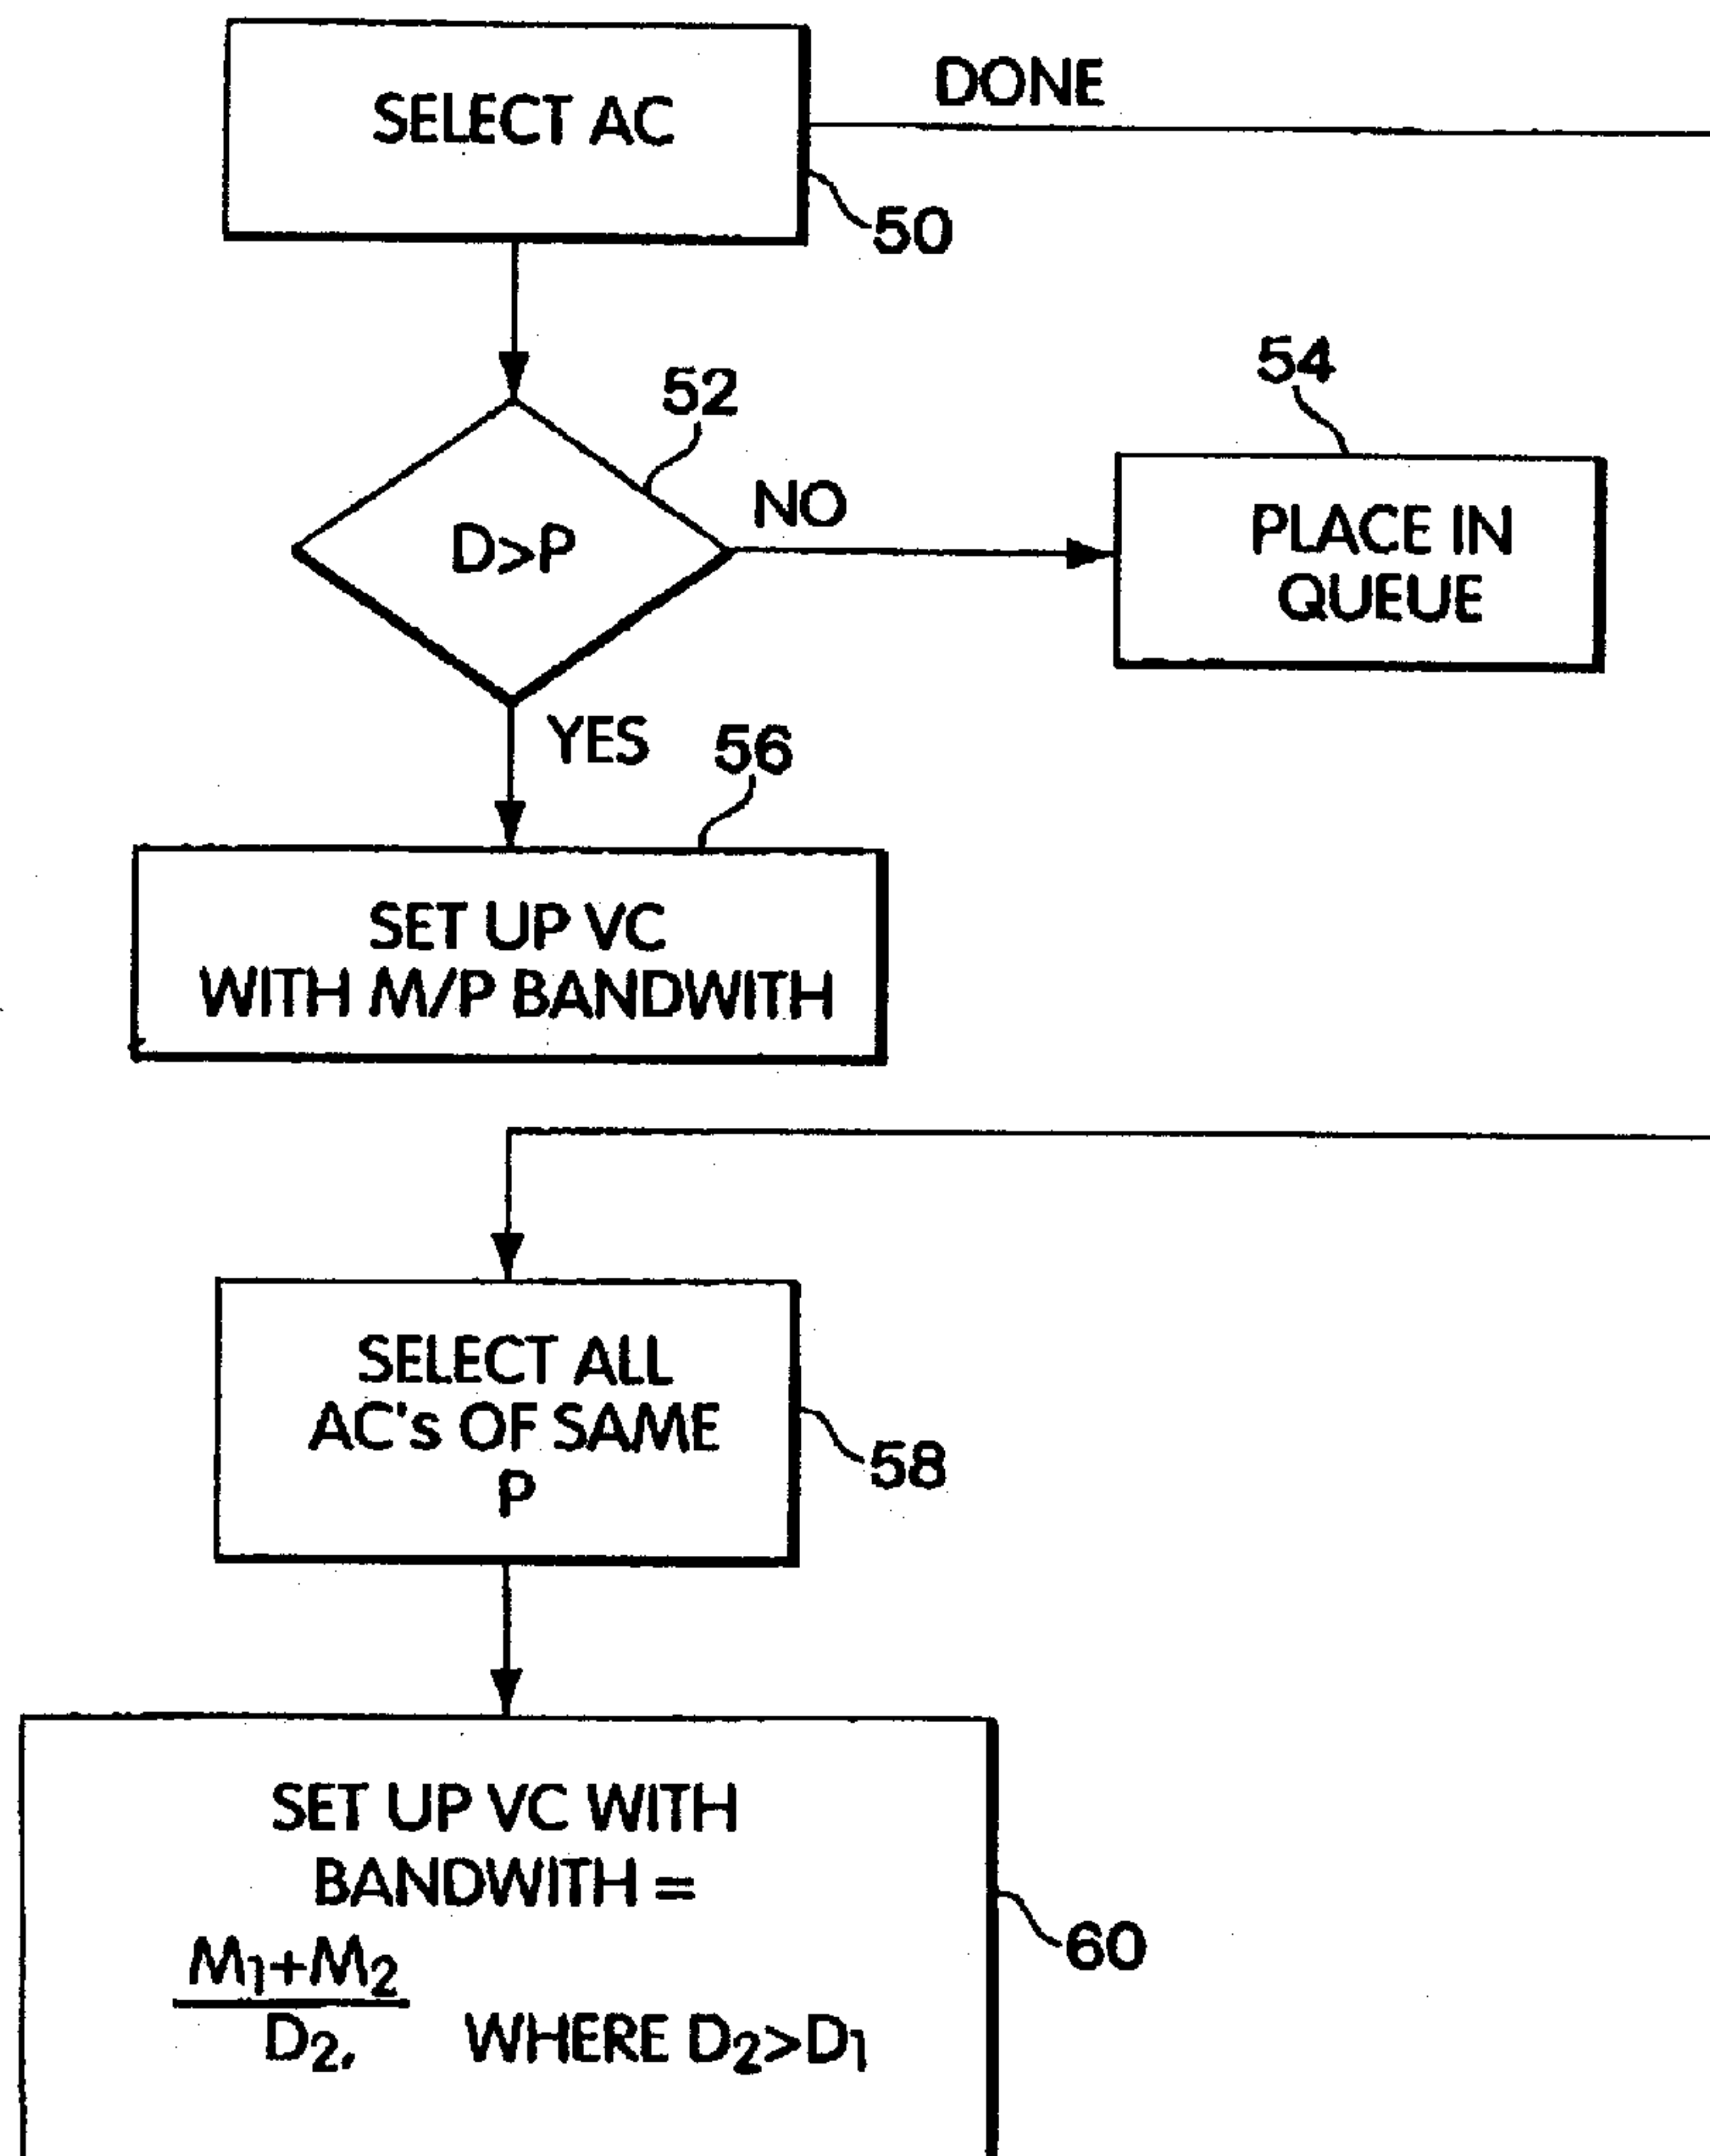 SELECT AC
DONE
50
52
54
D>P
NO
PLACE IN
QUEUE
YES
56
SET UP VC
WITH M/P BANDWITH
SELECT ALL
AC's OF SAME
P
58
SET UP VC WITH
BANDWITH =
60
M1+M2
D2, WHERE D2>D1